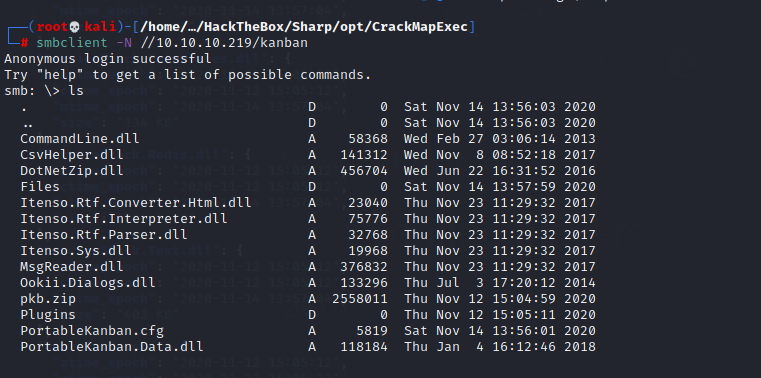 ┌──(root💀kali)-[/home/…/HackTheBox/Sharp/opt/CrackMapExec]
└─# smbclient -N //10.10.10.219/kanban
Anonymous login successful
Try "help" to get a list of possible commands.
smb: \> ls
. D 0 Sat Nov 14 13:56:03 2020
.. D 0 Sat Nov 14 13:56:03 2020
CommandLine.dll A 58368 Wed Feb 27 03:06:14 2013
CsvHelper.dll A 141312 Wed Nov 8 08:52:18 2017
DotNetZip.dll A 456704 Wed Jun 22 16:31:52 2016
Files D 0 Sat Nov 14 13:57:59 2020
Itenso.Rtf.Converter.Html.dll A 23040 Thu Nov 23 11:29:32 2017
Itenso.Rtf.Interpreter.dll A 75776 Thu Nov 23 11:29:32 2017
Itenso.Rtf.Parser.dll A 32768 Thu Nov 23 11:29:32 2017
Itenso.Sys.dll A 19968 Thu Nov 23 11:29:32 2017
MsgReader.dll A 376832 Thu Nov 23 11:29:32 2017
Ookii.Dialogs.dll A 133296 Thu Jul 3 17:20:12 2014
pkb.zip A 2558011 Thu Nov 12 15:04:59 2020
Plugins D 0 Thu Nov 12 15:05:11 2020
PortableKanban.cfg A 5819 Sat Nov 14 13:56:01 2020
PortableKanban.Data.dll A 118184 Thu Jan 4 16:12:46 2018